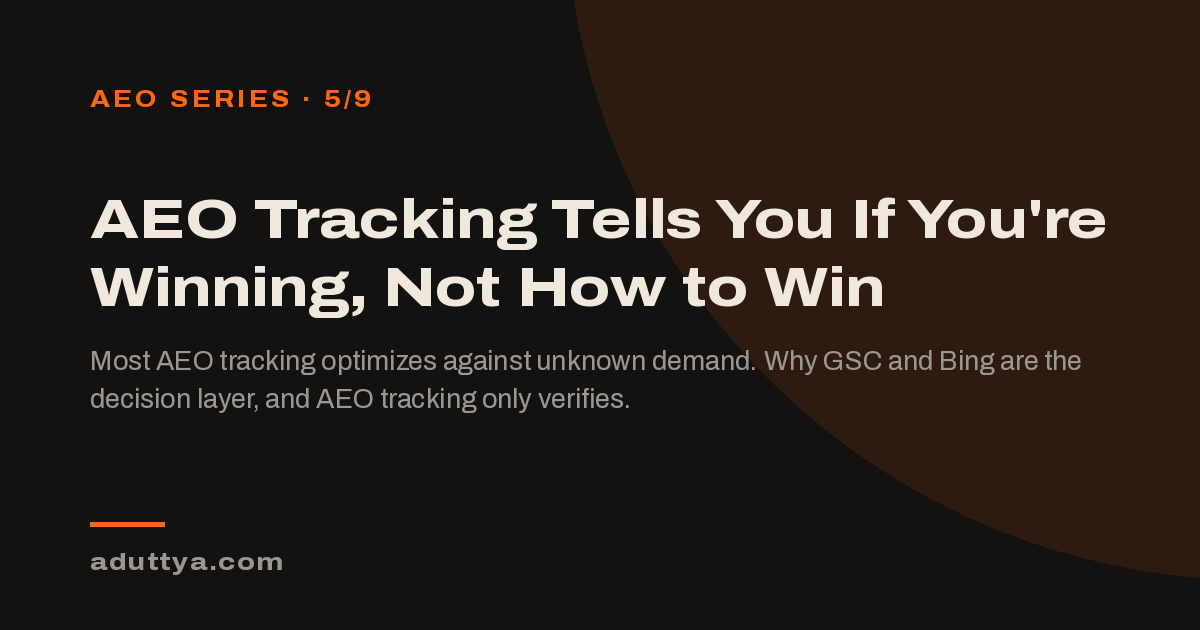 AEO SERIES · 5/9
AEO Tracking Tells You If You're
Winning, Not How to Win
Most AEO tracking optimizes against unknown demand. Why GSC and Bing are the
decision layer, and AEO tracking only verifies.
aduttya.com